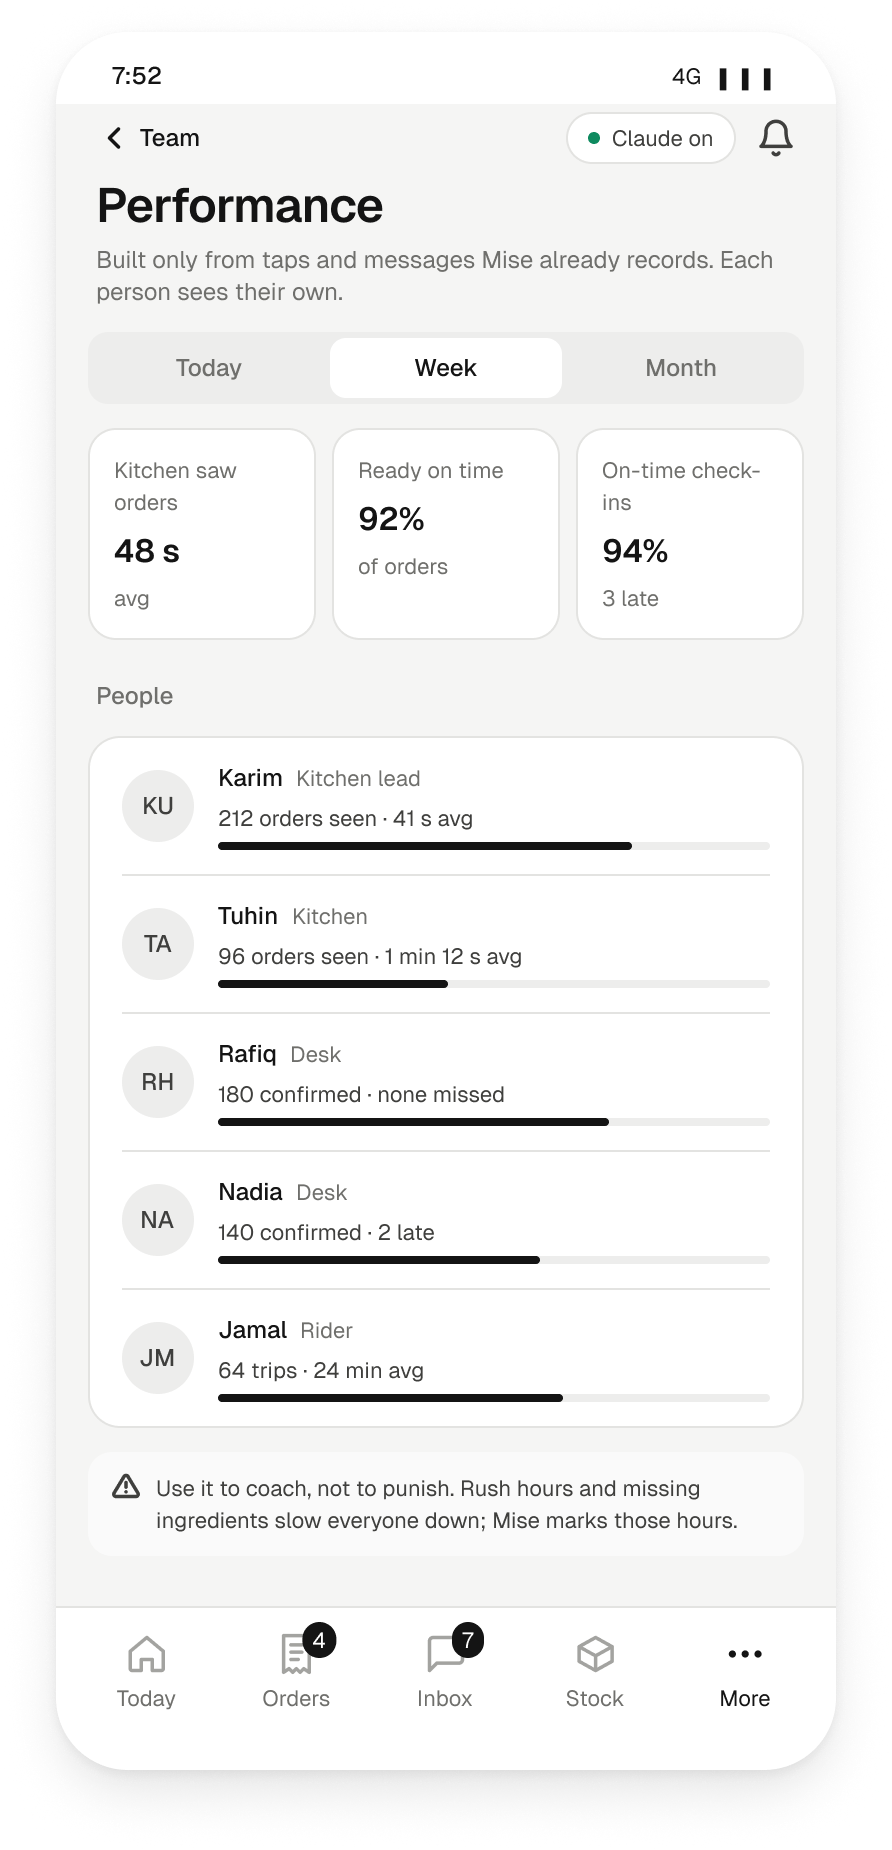 7:52
4G
Team
Claude on
Performance
Built only from taps and messages Mise already records. Each
person sees their own.
Today
Week
Month
Kitchen saw
orders
48 s
avg
Ready on time
92%
of orders
On-time check-
ins
94%
3 late
People
KU
Karim Kitchen lead
212 orders seen · 41 s avg
TA
Tuhin Kitchen
96 orders seen · 1 min 12 s avg
RH
Rafiq Desk
180 confirmed · none missed
NA
Nadia Desk
140 confirmed · 2 late
JM
Jamal Rider
64 trips · 24 min avg
Use it to coach, not to punish. Rush hours and missing
ingredients slow everyone down; Mise marks those hours.
4
7
Today
Orders
Inbox
Stock
More